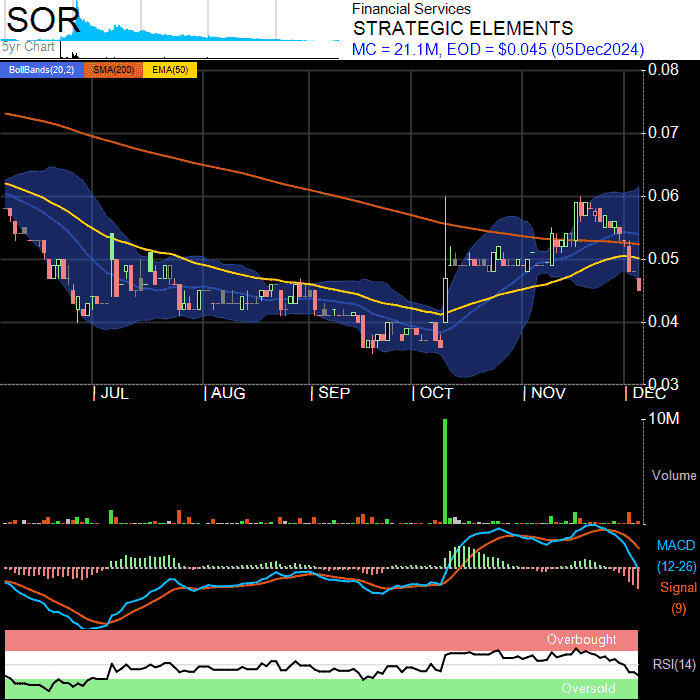 SOR
5yr Chart
Financial Services
STRATEGIC ELEMENTS
MC = 21.1M, EOD = $0.045 (05Dec2024)
BollBands(20,2) SMA(200) EMA(50)
0.08
0.07
0.06
0.05
0.04
0.03
| JUL | AUG | SEP | OCT | NOV | DEC
10M
Volume
MACD
(12-26)
Signal
(9)
Overbought
RSI(14)
Oversold